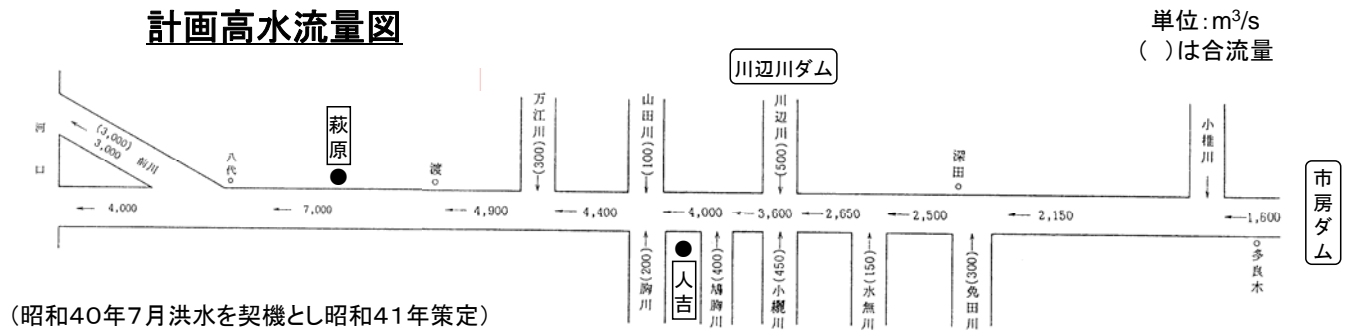 計画高水流量図
単位：m³/s
（ ）は合流量
川辺川ダム
市房ダム
河口
(3,000)
3,000
前川
八代
萩原
渡
万江川(300)
山田川(100)
川辺川(500)
深田
小椎川
4,000
7,000
4,900
4,400
4,000
3,600
2,650
2,500
2,150
1,600
(200)胸川
人吉
(400)鳩胸川
(450)小纚川
(150)水無川
(300)免田川
多良木
（昭和40年7月洪水を契機とし昭和41年策定）